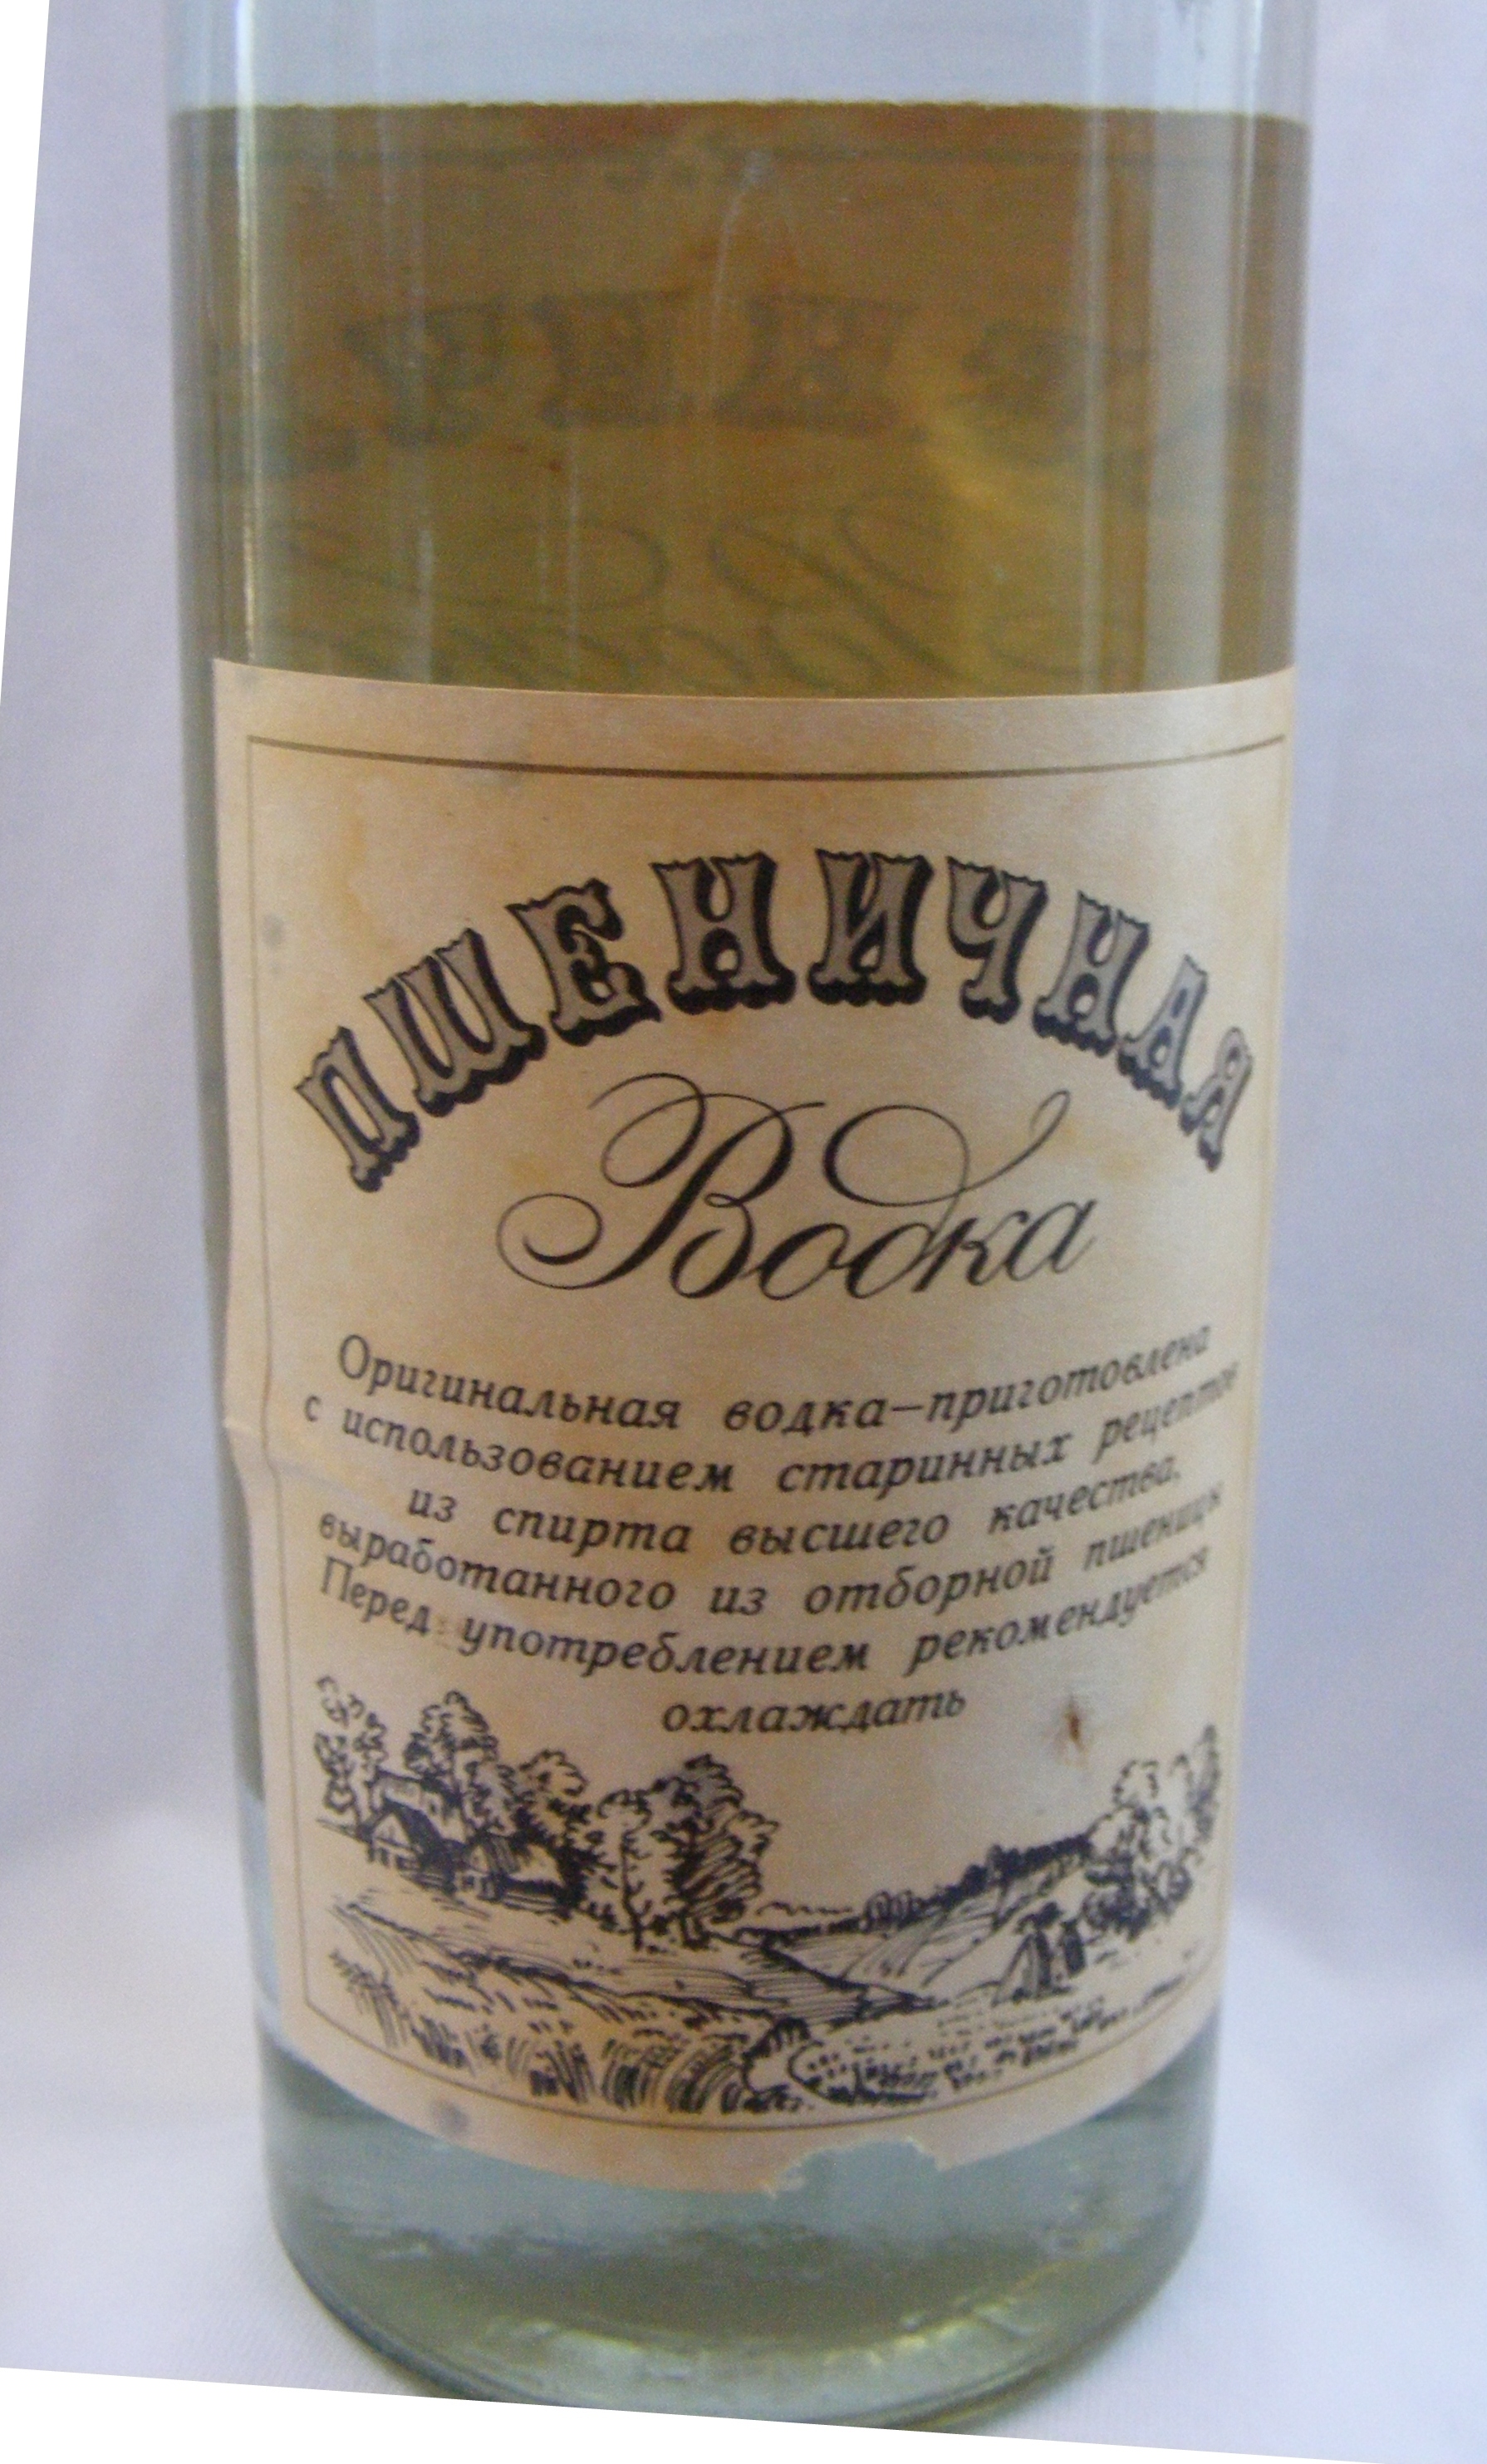 ПШЕНИЧНАЯ
Водка
Оригинальная водка—приготовлена
с использованием старинных рецептов
из спирта высшего качества,
выработанного из отборной пшеницы
Перед употреблением рекомендуется
охлаждать